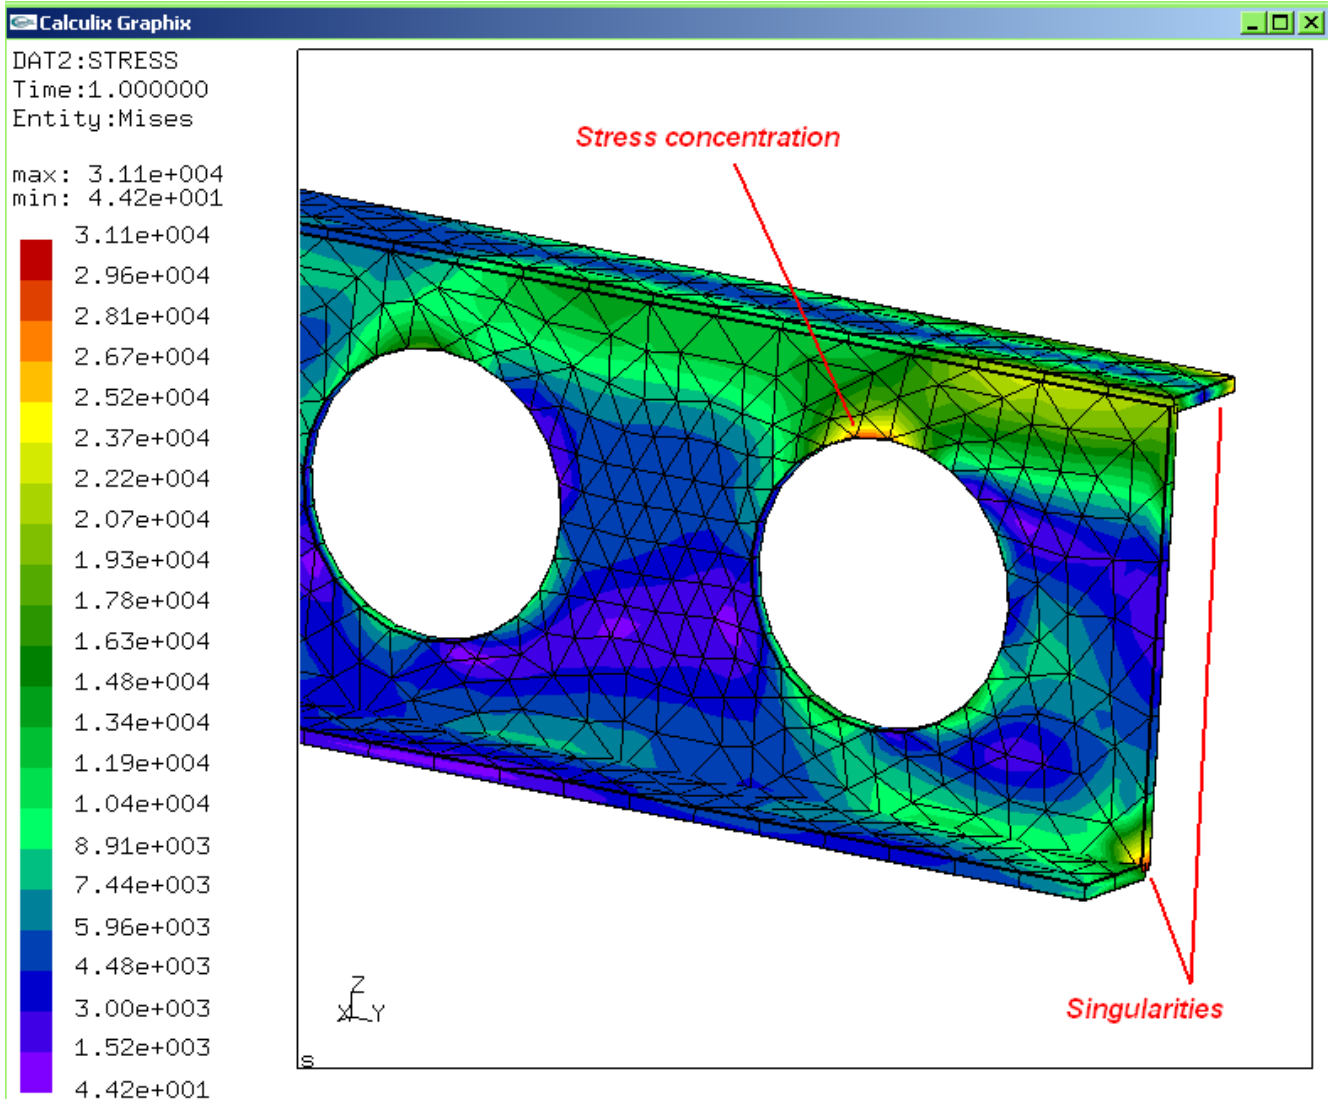 Calculix Graphix
DAT2:STRESS
Time:1.000000
Entity:Mises
max: 3.11e+004
min: 4.42e+001
3.11e+004
2.96e+004
2.81e+004
2.67e+004
2.52e+004
2.37e+004
2.22e+004
2.07e+004
1.93e+004
1.78e+004
1.63e+004
1.48e+004
1.34e+004
1.19e+004
1.04e+004
8.91e+003
7.44e+003
5.96e+003
4.48e+003
3.00e+003
1.52e+003
4.42e+001
Stress concentration
Singularities
Z
X Y
s